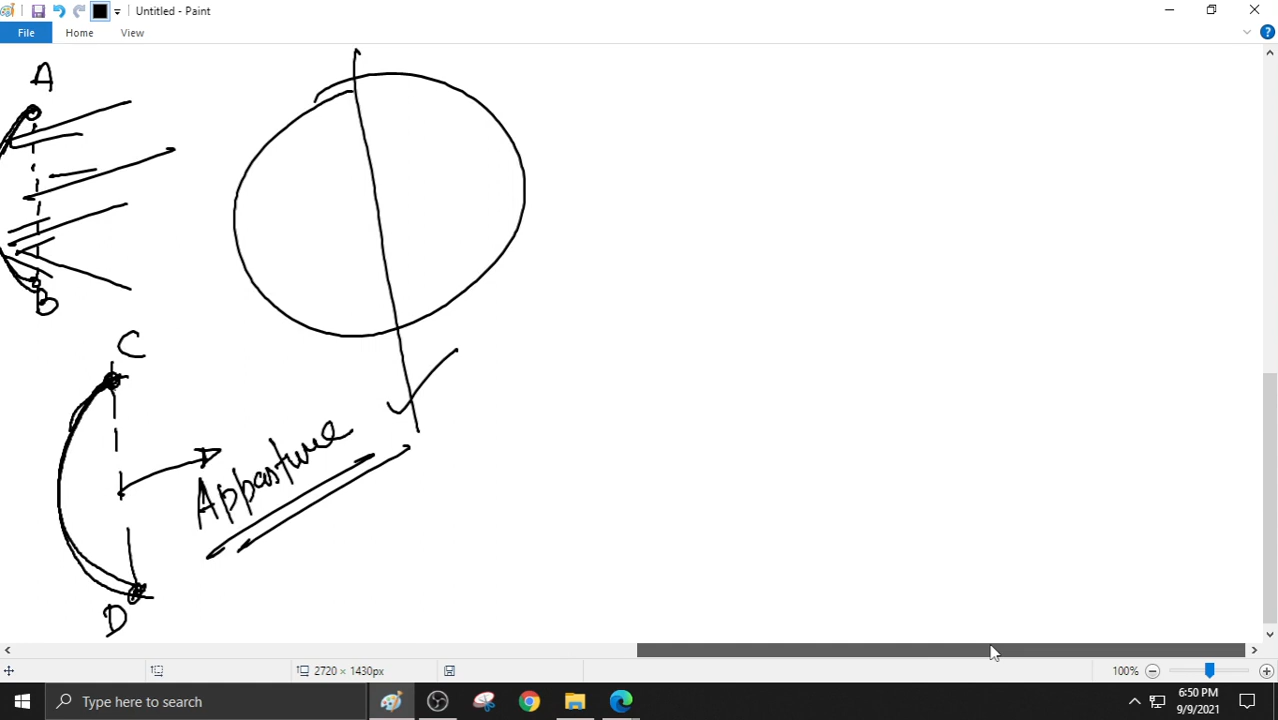 Untitled - Paint
File Home View
A
B
C
D
Apparture
2720 × 1430px
100%
Type here to search
6:50 PM
9/9/2021